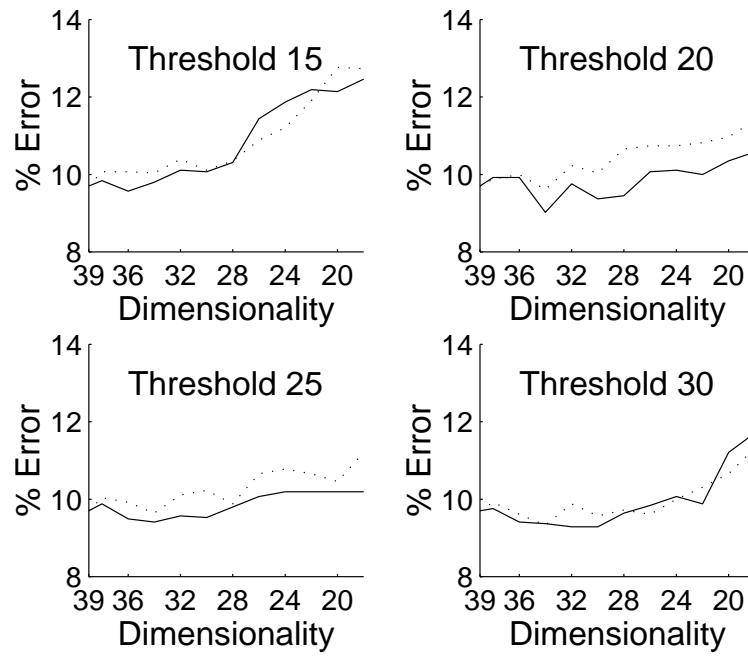 14
Threshold 15
12
% Error
10
8
39 36 32 28 24 20
Dimensionality
14
Threshold 20
12
% Error
10
8
39 36 32 28 24 20
Dimensionality
14
Threshold 25
12
% Error
10
8
39 36 32 28 24 20
Dimensionality
14
Threshold 30
12
% Error
10
8
39 36 32 28 24 20
Dimensionality